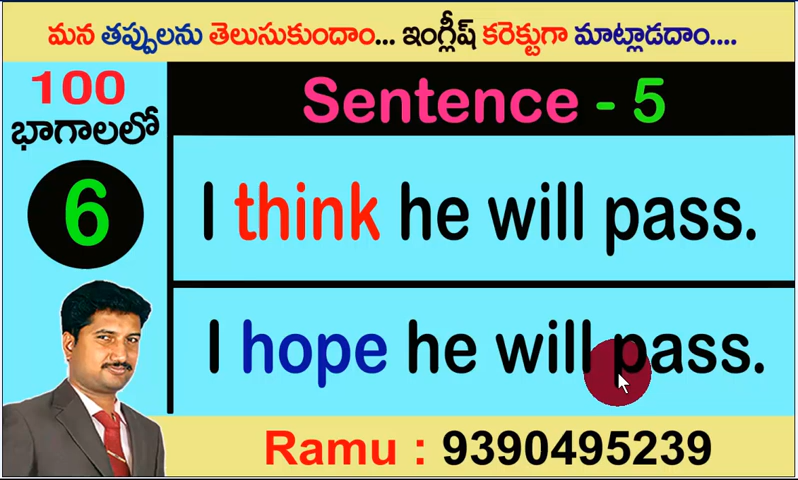 మన తప్పులను తెలుసుకుందాం... ఇంగ్లీష్ కరెక్టుగా మాట్లాడదాం....
100
భాగాలలో
6
Sentence - 5
I think he will pass.
I hope he will pass.
Ramu : 9390495239